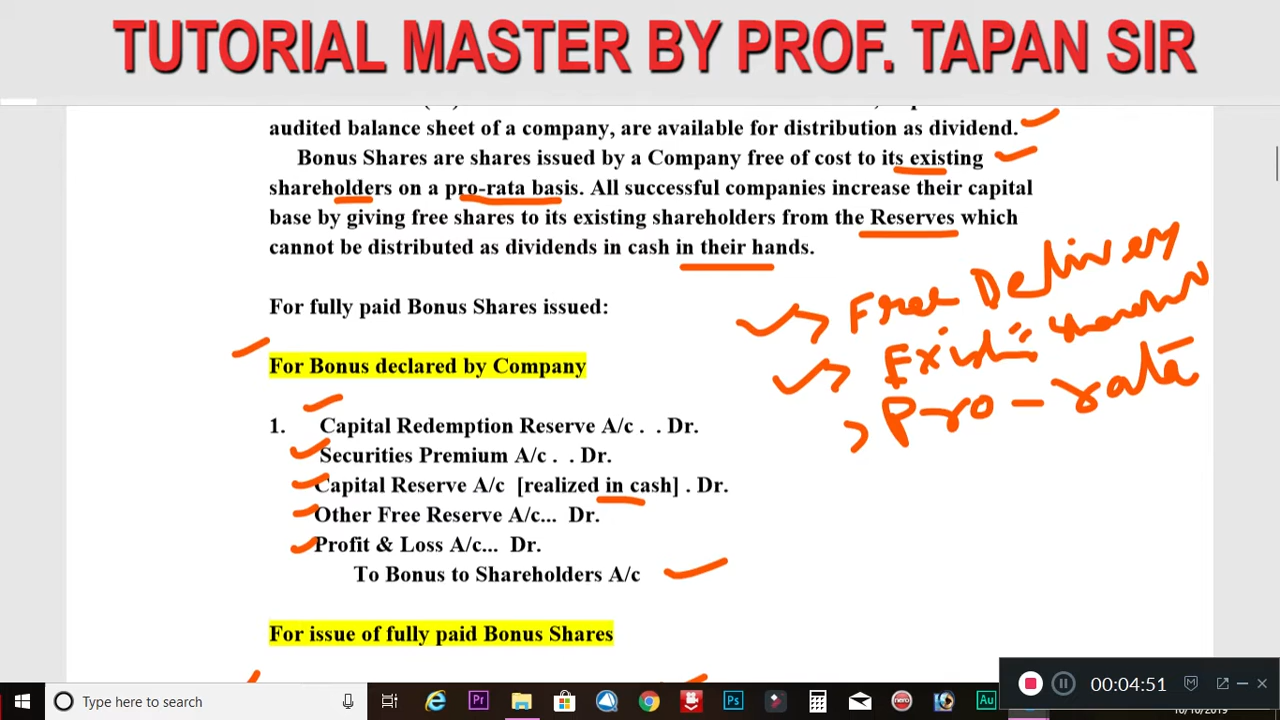 TUTORIAL MASTER BY PROF. TAPAN SIR
audited balance sheet of a company, are available for distribution as dividend.
Bonus Shares are shares issued by a Company free of cost to its existing
shareholders on a pro-rata basis. All successful companies increase their capital
base by giving free shares to its existing shareholders from the Reserves which
cannot be distributed as dividends in cash in their hands.
Free Delivery
For fully paid Bonus Shares issued:
For Bonus declared by Company
Pro-rata
1. Capital Redemption Reserve A/c . . Dr.
Securities Premium A/c . . Dr.
Capital Reserve A/c [realized in cash] . Dr.
Other Free Reserve A/c... Dr.
Profit & Loss A/c... Dr.
To Bonus to Shareholders A/c
For issue of fully paid Bonus Shares
00:04:51
Type here to search